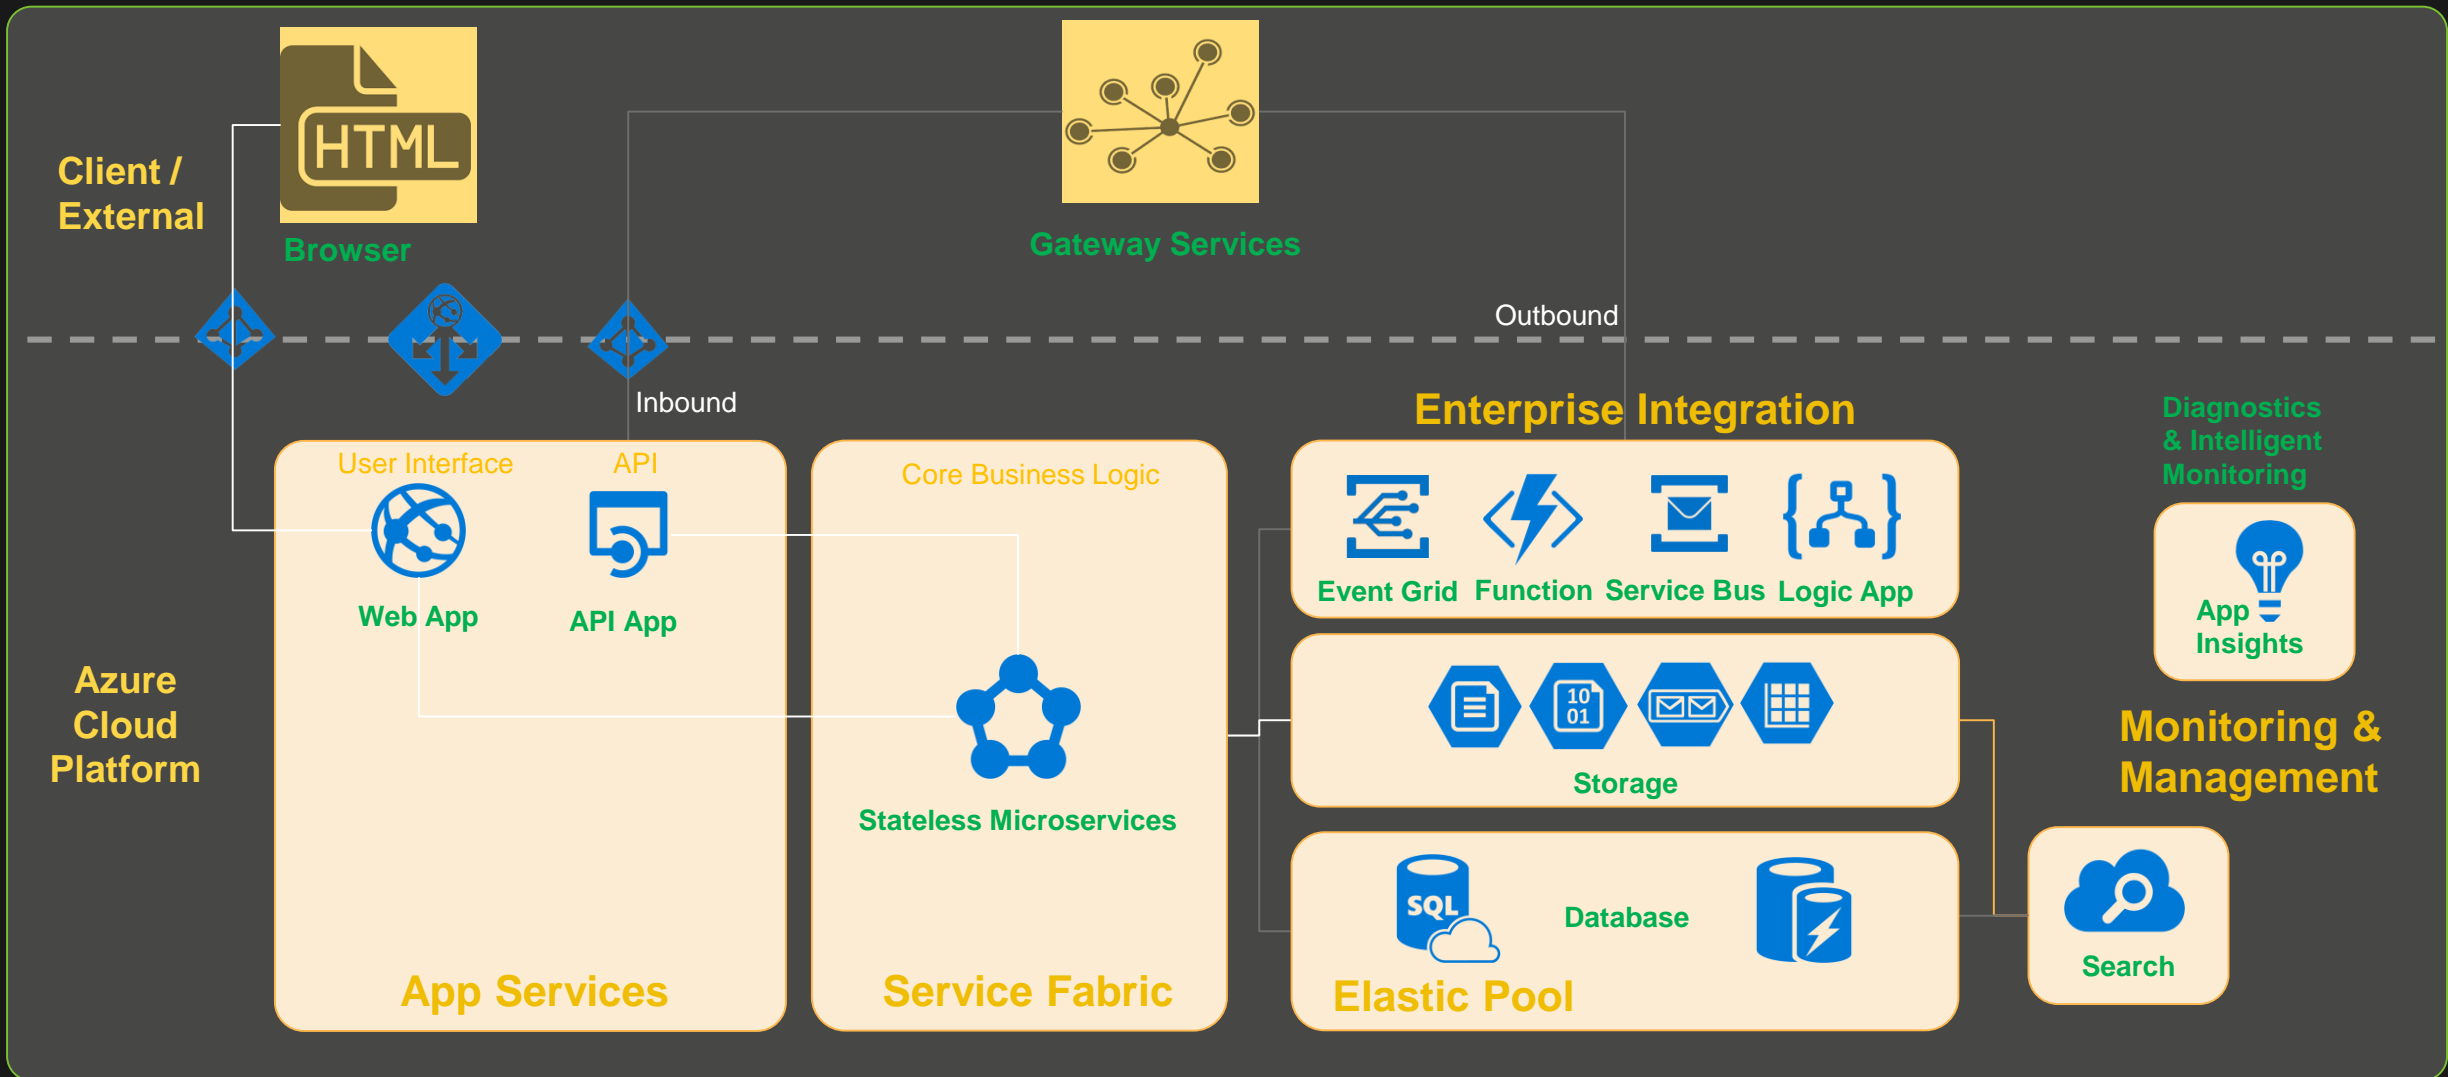 HTML
Client /
External
Browser
Gateway Services
Outbound
Inbound
Enterprise Integration
Diagnostics
& Intelligent
Monitoring
User Interface
API
Core Business Logic
Event Grid
Function
Service Bus
Logic App
Web App
API App
App
Insights
Azure
Cloud
Platform
10
01
Storage
Monitoring &
Management
Stateless Microservices
SQL
Database
Search
App Services
Service Fabric
Elastic Pool